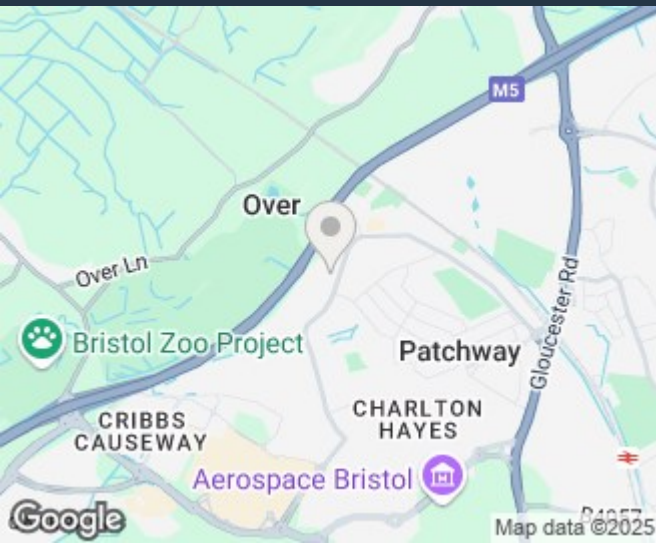 M5
Over
Over Ln
Gloucester Rd
Bristol Zoo Project
Patchway
CRIBBS
CAUSEWAY
CHARLTON
HAYES
Aerospace Bristol
Google
Map data ©2025